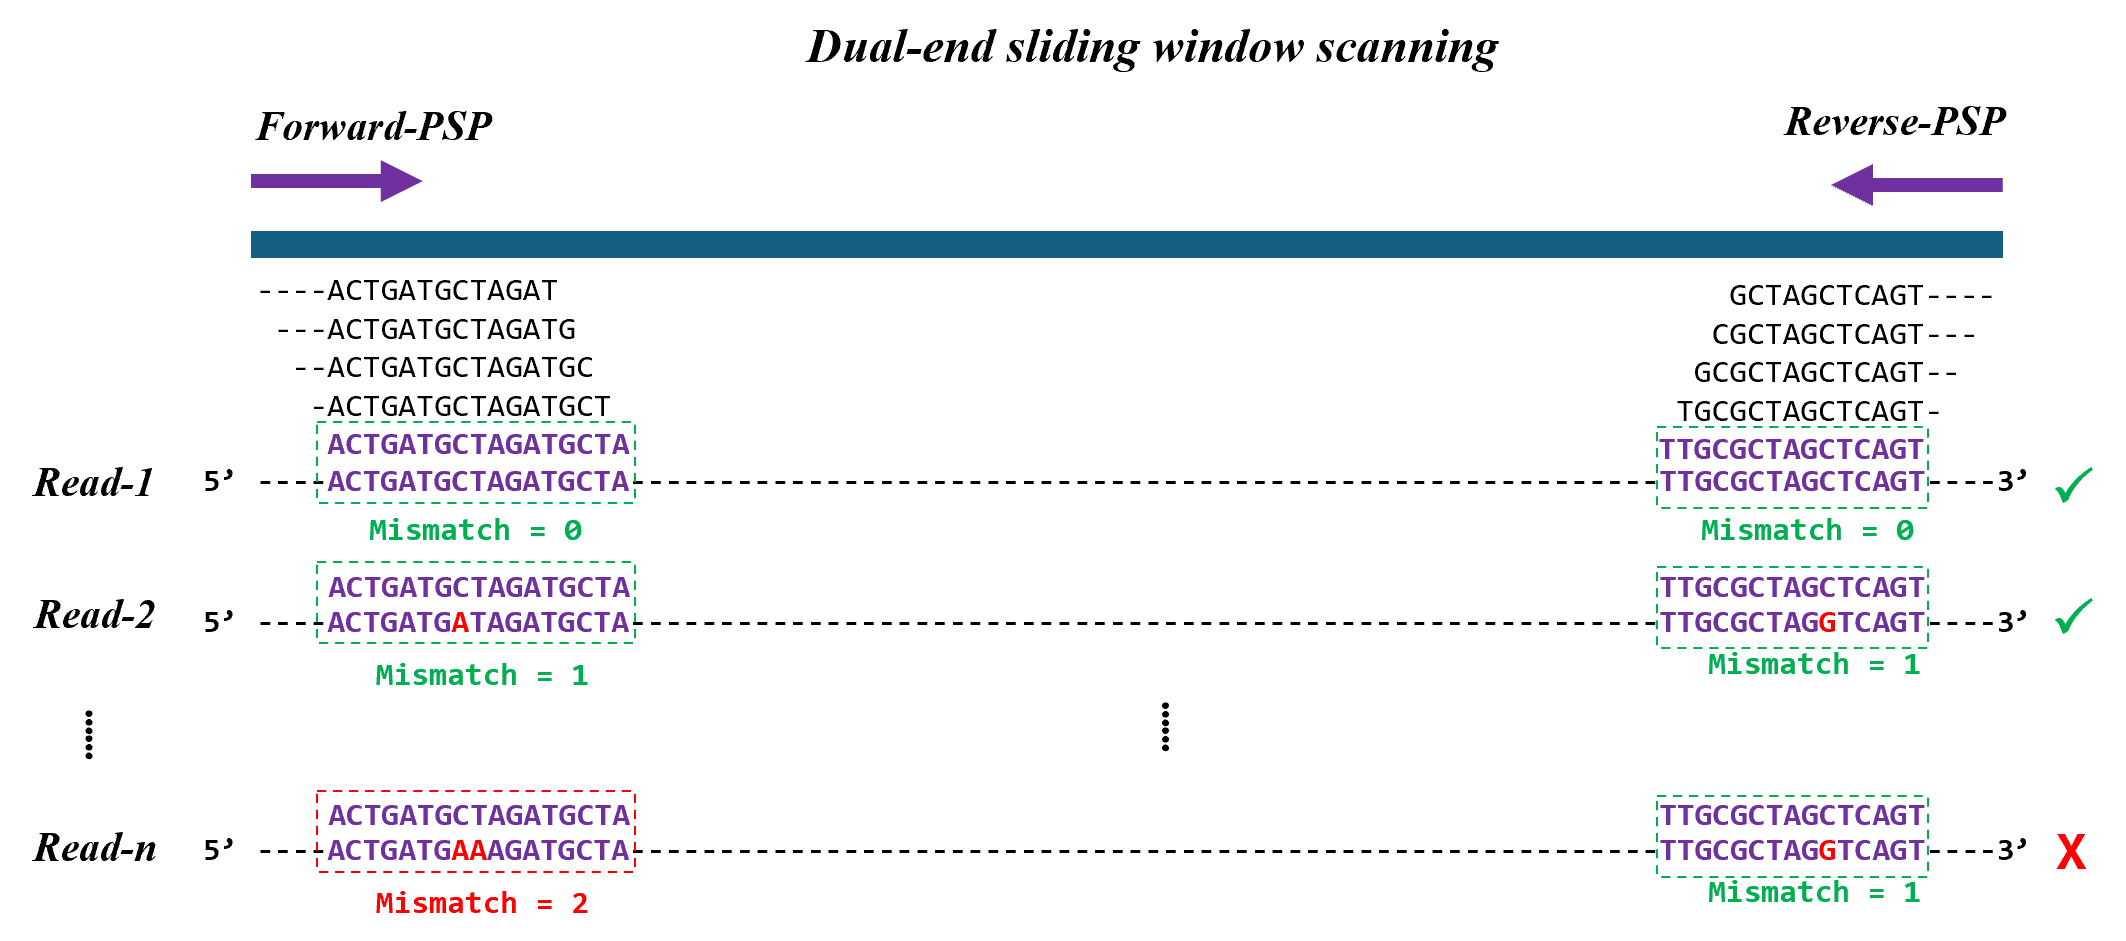 Dual-end sliding window scanning
Forward-PSP
Reverse-PSP
----ACTGATGCTAGAT
GCTAGCTCAGT----
---ACTGATGCTAGATG
CGCTAGCTCAGT---
--ACTGATGCTAGATGC
GCGCTAGCTCAGT--
-ACTGATGCTAGATGCT
TGCGCTAGCTCAGT-
ACTGATGCTAGATGCTA
TTGCGCTAGCTCAGT
Read-1 5’ ----ACTGATGCTAGATGCTA----------------------------------------------------------TTGCGCTAGCTCAGT----3’ ✓
Mismatch = 0
Mismatch = 0
ACTGATGCTAGATGCTA
TTGCGCTAGCTCAGT
Read-2 5’ ----ACTGATGATAGATGCTA----------------------------------------------------------TTGCGCTAGGTCAGT----3’ ✓
Mismatch = 1
Mismatch = 1
ACTGATGCTAGATGCTA
TTGCGCTAGCTCAGT
Read-n 5’ ----ACTGATGAAAGATGCTA----------------------------------------------------------TTGCGCTAGGTCAGT----3’ X
Mismatch = 2
Mismatch = 1